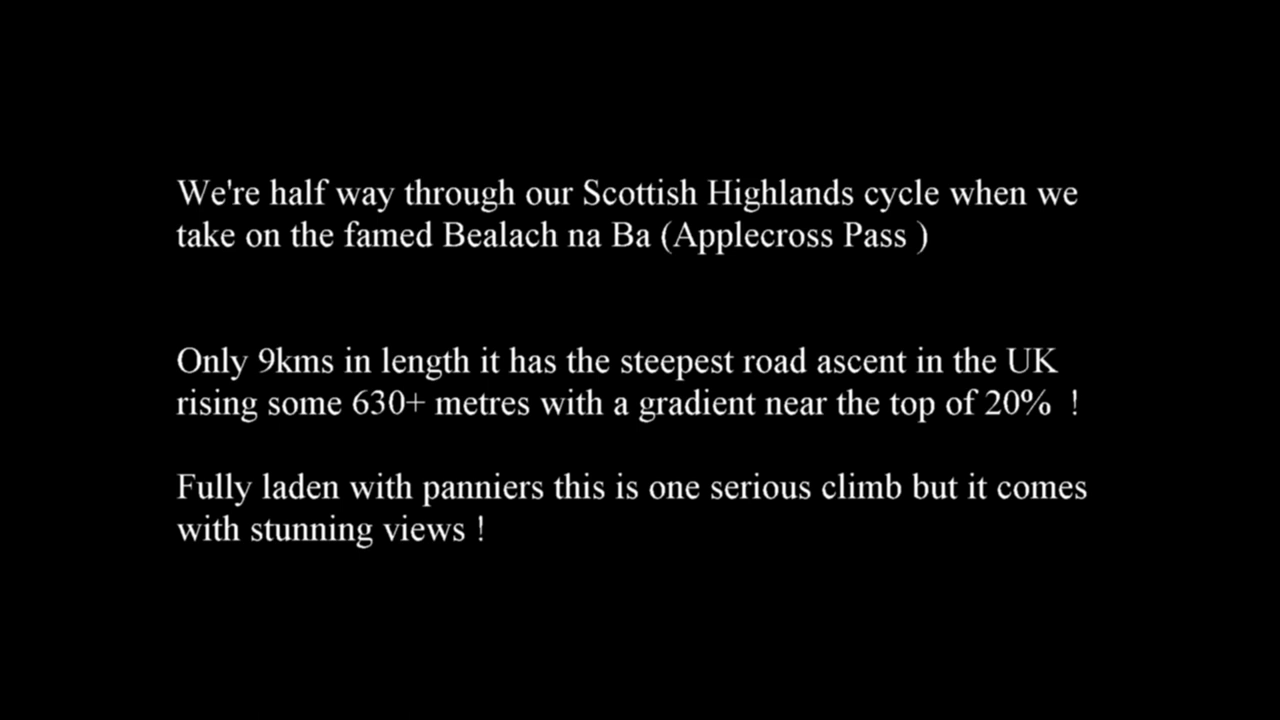 We're half way through our Scottish Highlands cycle when we
take on the famed Bealach na Ba (Applecross Pass )
Only 9kms in length it has the steepest road ascent in the UK
rising some 630+ metres with a gradient near the top of 20%  !
Fully laden with panniers this is one serious climb but it comes
with stunning views !